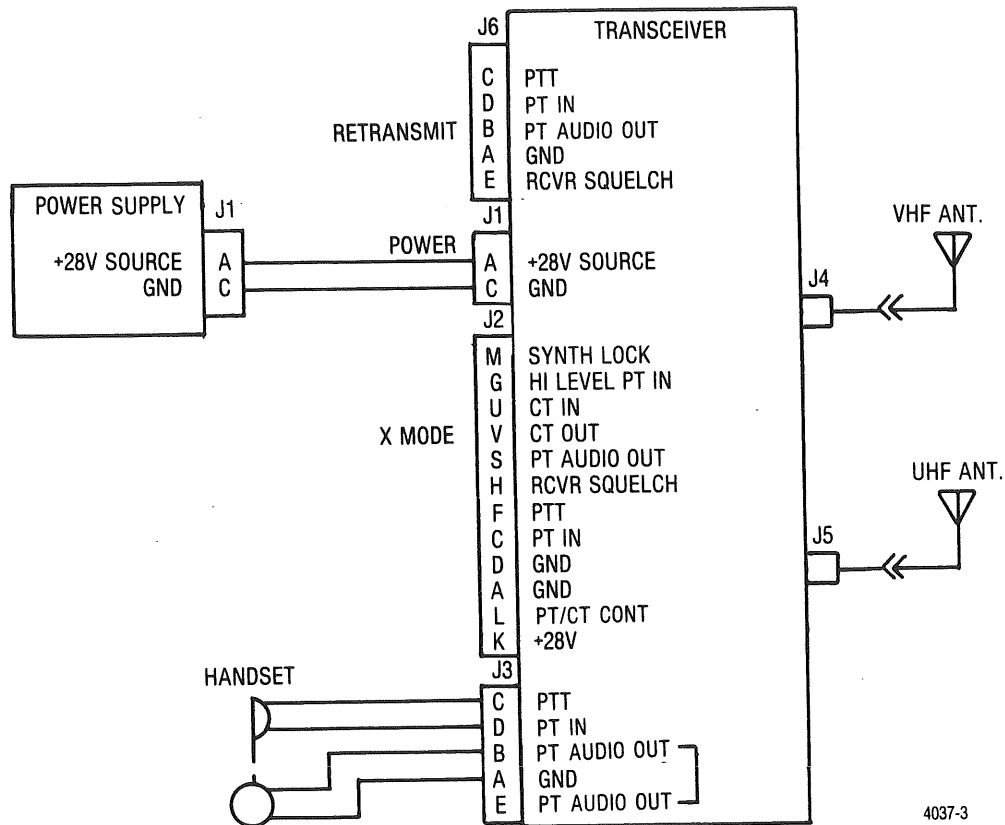 TRANSCEIVER
J6
C PTT
D PT IN
B PT AUDIO OUT
A GND
E RCVR SQUELCH
RETRANSMIT
POWER SUPPLY
J1
+28V SOURCE A
GND C
POWER
J1
A +28V SOURCE
C GND
J2
M SYNTH LOCK
G HI LEVEL PT IN
U CT IN
V CT OUT
S PT AUDIO OUT
H RCVR SQUELCH
F PTT
C PT IN
D GND
A GND
L PT/CT CONT
K +28V
X MODE
J3
HANDSET
C PTT
D PT IN
B PT AUDIO OUT
A GND
E PT AUDIO OUT
VHF ANT.
J4
UHF ANT.
J5
4037-3